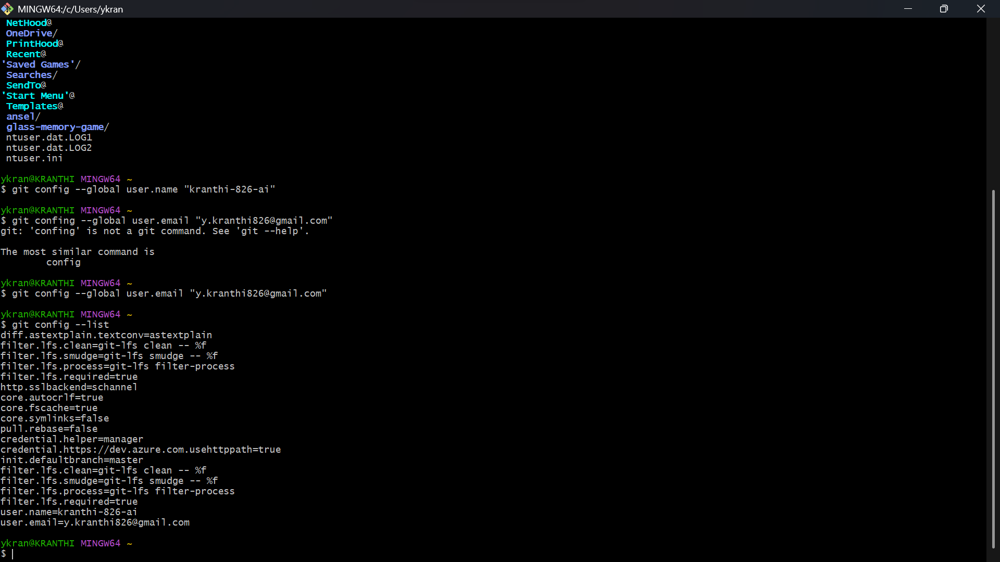 MINGW64:/c/Users/ykran
NetHood@
OneDrive/
PrintHood@
Recent@
'Saved Games'/
Searches/
SendTo@
'Start Menu'@
Templates@
ansel/
glass-memory-game/
ntuser.dat.LOG1
ntuser.dat.LOG2
ntuser.ini
ykran@KRANTHI MINGW64 ~
$ git config --global user.name "kranthi-826-ai"
ykran@KRANTHI MINGW64 ~
$ git confing --global user.email "y.kranthi826@gmail.com"
git: 'confing' is not a git command. See 'git --help'.
The most similar command is
config
ykran@KRANTHI MINGW64 ~
$ git config --global user.email "y.kranthi826@gmail.com"
ykran@KRANTHI MINGW64 ~
$ git config --list
diff.astextplain.textconv=astextplain
filter.lfs.clean=git-lfs clean -- %f
filter.lfs.smudge=git-lfs smudge -- %f
filter.lfs.process=git-lfs filter-process
filter.lfs.required=true
http.sslbackend=schannel
core.autocrlf=true
core.fscache=true
core.symlinks=false
pull.rebase=false
credential.helper=manager
credential.https://dev.azure.com.usehttppath=true
init.defaultbranch=master
filter.lfs.clean=git-lfs clean -- %f
filter.lfs.smudge=git-lfs smudge -- %f
filter.lfs.process=git-lfs filter-process
filter.lfs.required=true
user.name=kranthi-826-ai
user.email=y.kranthi826@gmail.com
ykran@KRANTHI MINGW64 ~
$